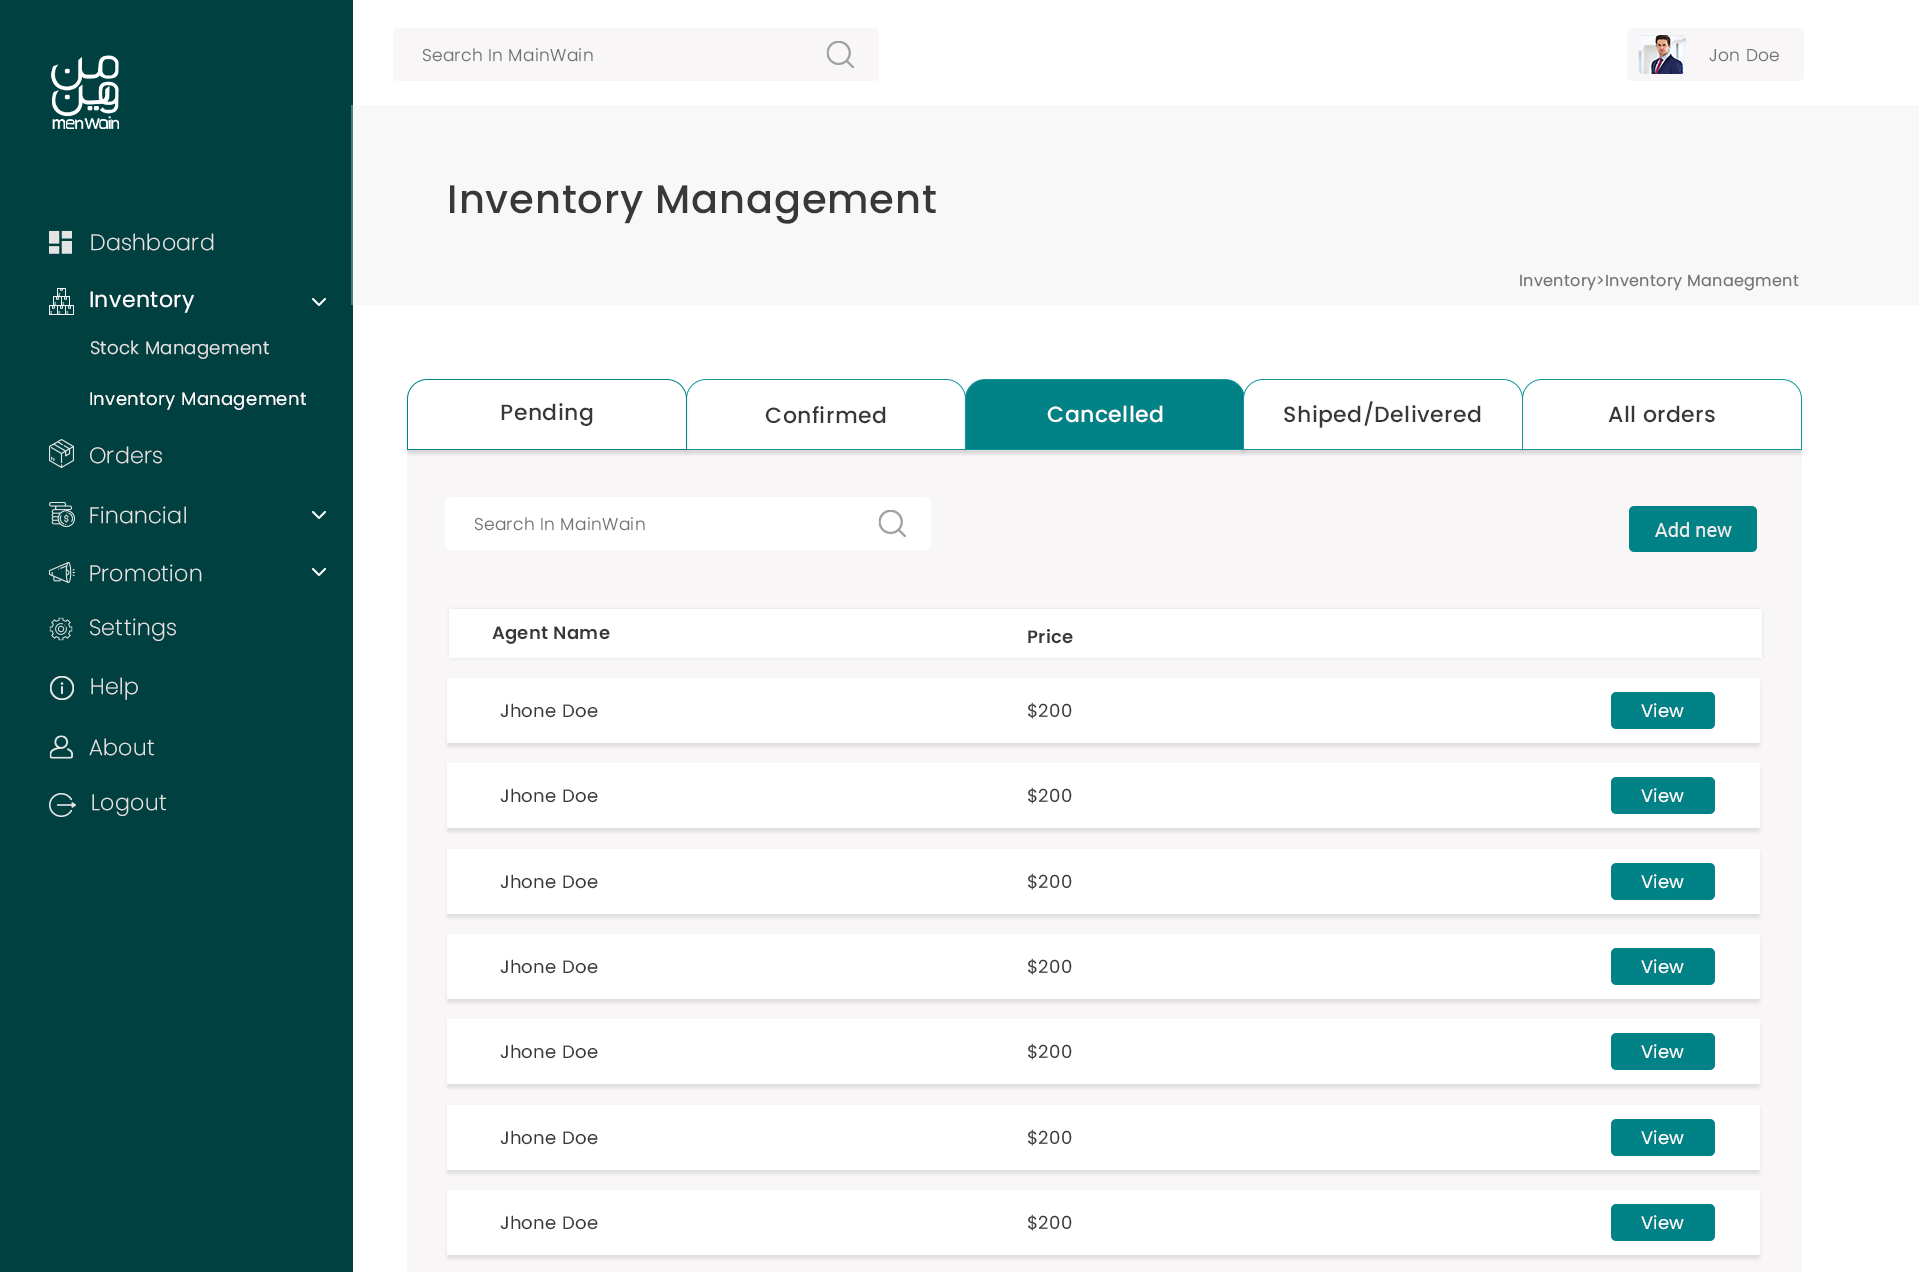 من
وين
menWain
Search In MainWain
Jon Doe
Inventory Management
Inventory>Inventory Manaegment
Dashboard
Inventory
Stock Management
Inventory Management
Orders
Financial
Promotion
Settings
Help
About
Logout
Pending
Confirmed
Cancelled
Shiped/Delivered
All orders
Search In MainWain
Add new
Agent Name
Price
Jhone Doe $200 View
Jhone Doe $200 View
Jhone Doe $200 View
Jhone Doe $200 View
Jhone Doe $200 View
Jhone Doe $200 View
Jhone Doe $200 View